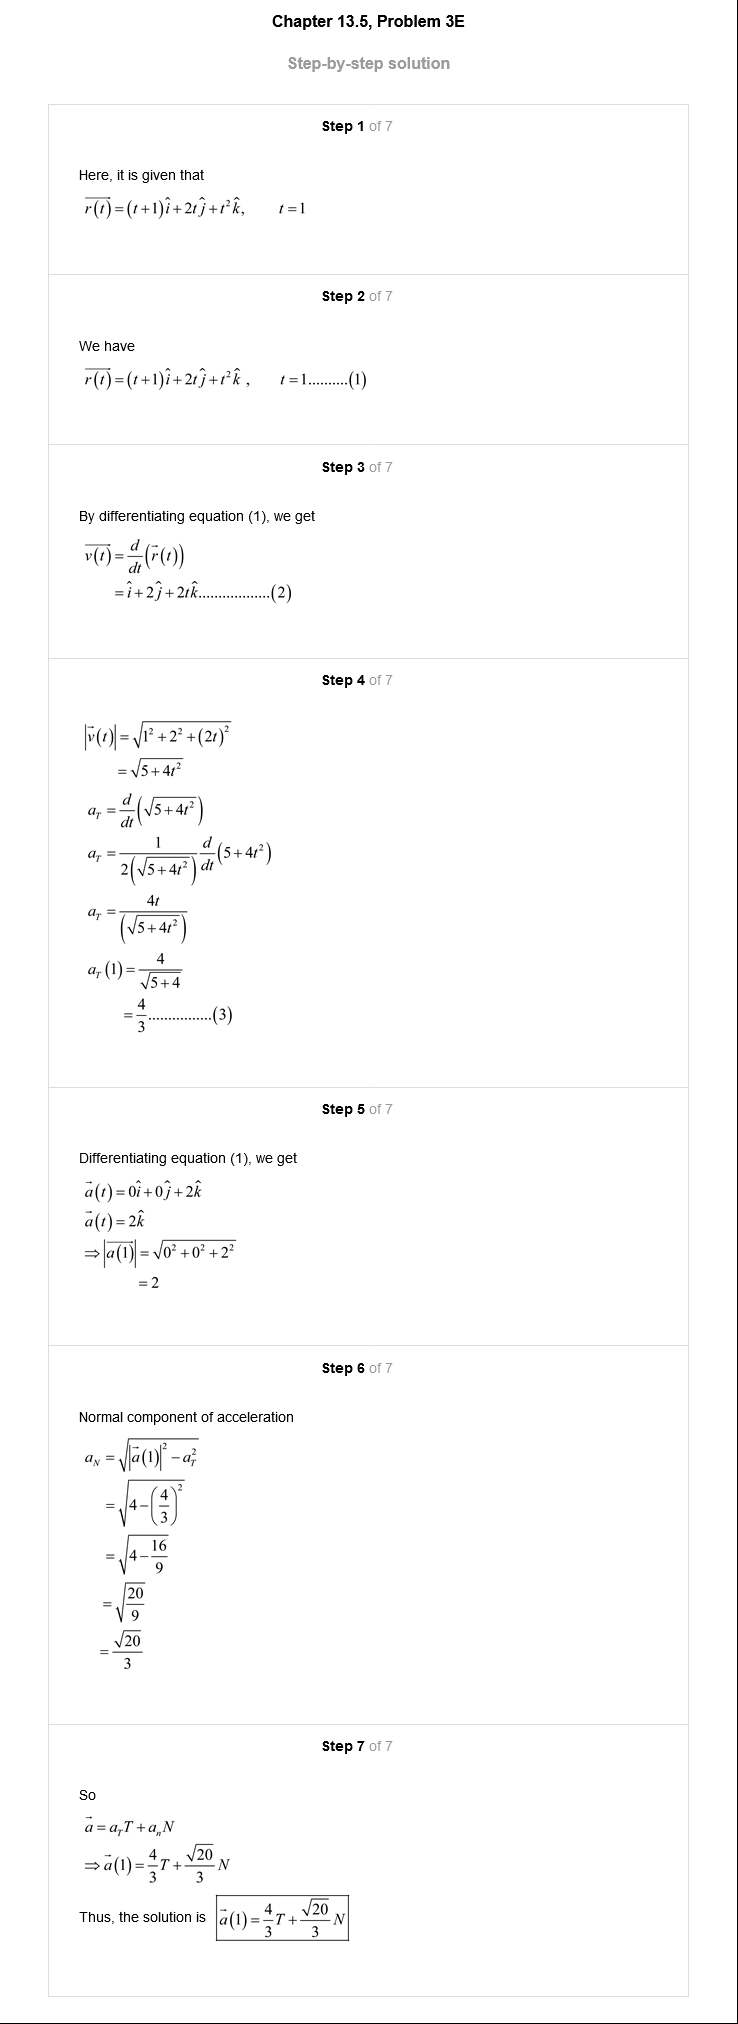 Chapter 13.5, Problem 3E
Step-by-step solution
Step 1 of 7
Here, it is given that
$\overrightarrow{r(t)} = (t+1)\hat{i} + 2t\hat{j} + t^2\hat{k}, \quad t = 1$
Step 2 of 7
We have
$\overrightarrow{r(t)} = (t+1)\hat{i} + 2t\hat{j} + t^2\hat{k}\ , \quad t = 1..........(1)$
Step 3 of 7
By differentiating equation (1), we get
$\overrightarrow{v(t)} = \frac{d}{dt}(\vec{r}(t))$
$= \hat{i} + 2\hat{j} + 2t\hat{k}..................(2)$
Step 4 of 7
$|\vec{v}(t)| = \sqrt{1^2 + 2^2 + (2t)^2}$
$= \sqrt{5 + 4t^2}$
$a_T = \frac{d}{dt}\left(\sqrt{5 + 4t^2}\right)$
$a_T = \frac{1}{2\left(\sqrt{5 + 4t^2}\right)} \frac{d}{dt}(5 + 4t^2)$
$a_T = \frac{4t}{\left(\sqrt{5 + 4t^2}\right)}$
$a_T(1) = \frac{4}{\sqrt{5 + 4}}$
$= \frac{4}{3}................(3)$
Step 5 of 7
Differentiating equation (1), we get
$\vec{a}(t) = 0\hat{i} + 0\hat{j} + 2\hat{k}$
$\vec{a}(t) = 2\hat{k}$
$\Rightarrow |\overrightarrow{a(1)}| = \sqrt{0^2 + 0^2 + 2^2}$
$= 2$
Step 6 of 7
Normal component of acceleration
$a_N = \sqrt{|\vec{a}(1)|^2 - a_T^2}$
$= \sqrt{4 - \left(\frac{4}{3}\right)^2}$
$= \sqrt{4 - \frac{16}{9}}$
$= \sqrt{\frac{20}{9}}$
$= \frac{\sqrt{20}}{3}$
Step 7 of 7
So
$\vec{a} = a_T T + a_n N$
$\Rightarrow \vec{a}(1) = \frac{4}{3}T + \frac{\sqrt{20}}{3}N$
Thus, the solution is $\vec{a}(1) = \frac{4}{3}T + \frac{\sqrt{20}}{3}N$